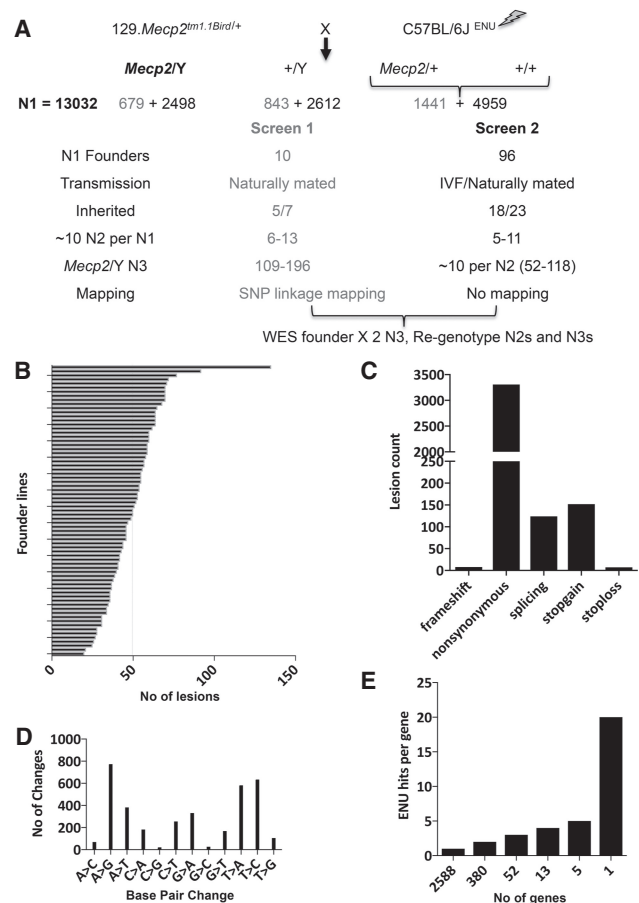 A
129.Mecp2tm1.1Bird/+ X C57BL/6J ENU
Mecp2/Y +/Y Mecp2/+ +/+
N1 = 13032 679 + 2498 843 + 2612 1441 + 4959
Screen 1 Screen 2
N1 Founders 10 96
Transmission Naturally mated IVF/Naturally mated
Inherited 5/7 18/23
~10 N2 per N1 6-13 5-11
Mecp2/Y N3 109-196 ~10 per N2 (52-118)
Mapping SNP linkage mapping No mapping
WES founder X 2 N3, Re-genotype N2s and N3s
B
Founder lines
0 50 100 150
No of lesions
C
Lesion count
3500
3000
2500
2000
250
200
150
100
50
0
frameshift nonsynonymous splicing stopgain stoploss
D
No of Changes
1000
800
600
400
200
0
A>C A>G A>T C>A C>G C>T G>A G>C G>T T>A T>C T>G
Base Pair Change
E
ENU hits per gene
25
20
15
10
5
0
2588 380 52 13 5 1
No of genes